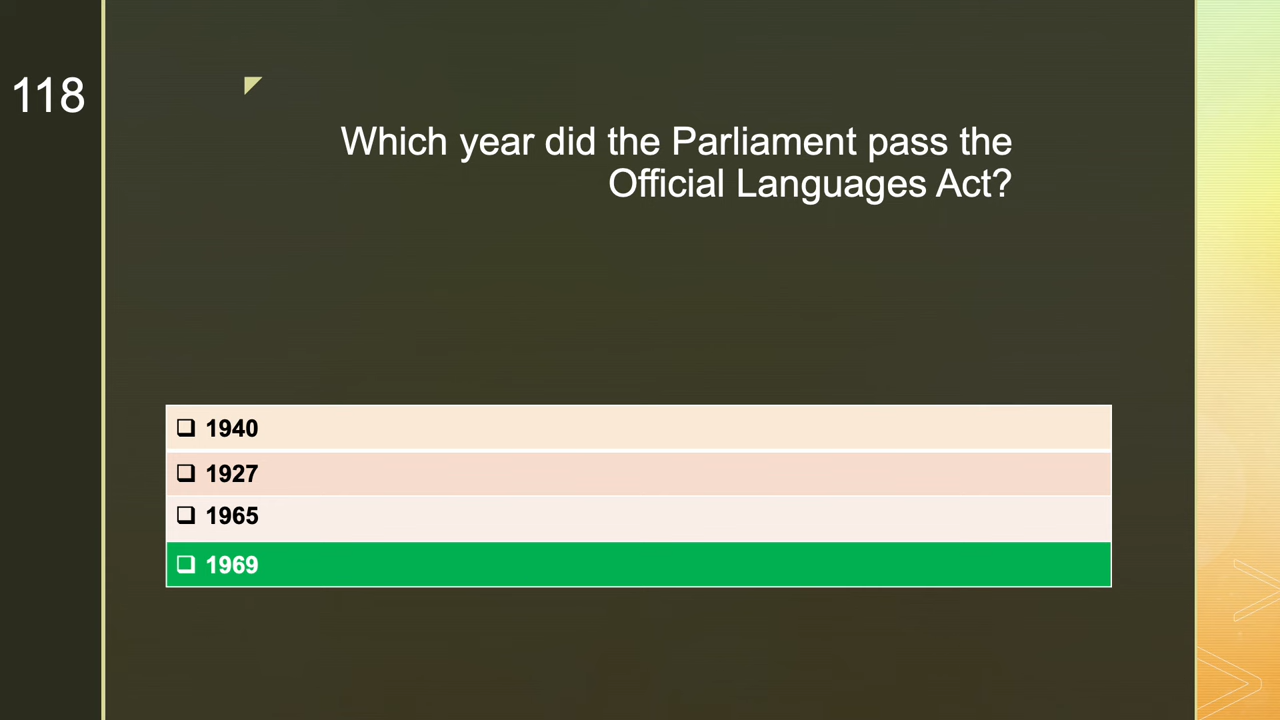 118
Which year did the Parliament pass the
Official Languages Act?
❑ 1940
❑ 1927
❑ 1965
❑ 1969